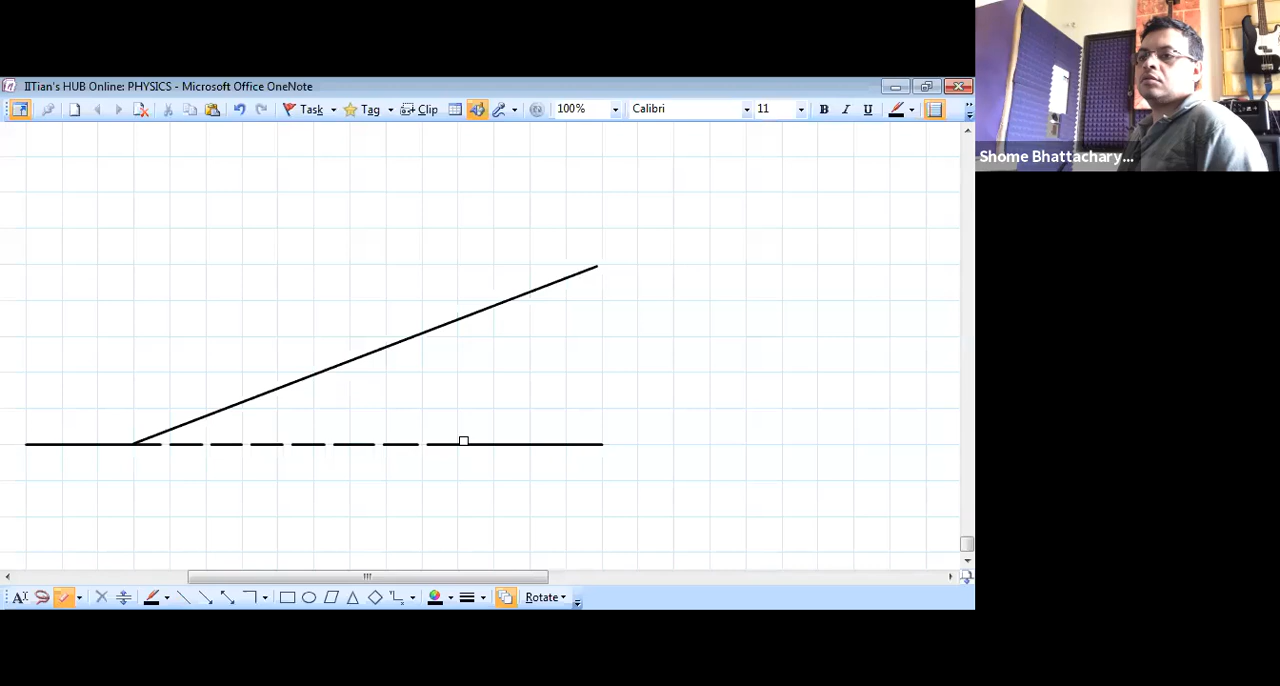 IITian's HUB Online: PHYSICS - Microsoft Office OneNote
Task Tag Clip 100% Calibri 11 B I U
Shome Bhattachary...
A Rotate